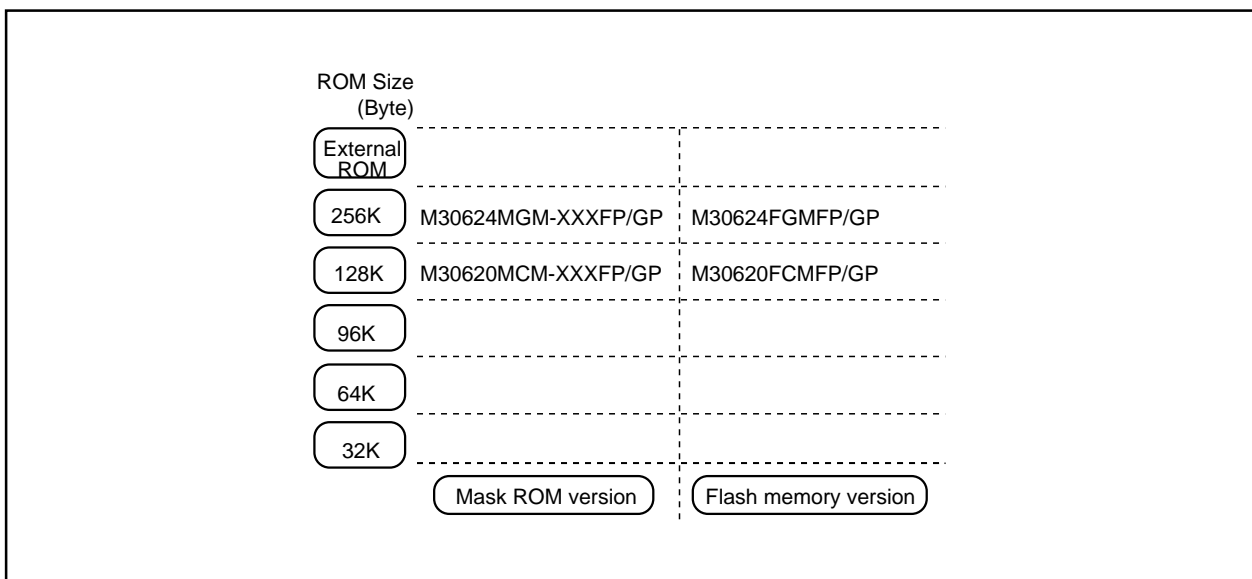 ROM Size
(Byte)
External
ROM
256K M30624MGM-XXXFP/GP M30624FGMFP/GP
128K M30620MCM-XXXFP/GP M30620FCMFP/GP
96K
64K
32K
Mask ROM version Flash memory version